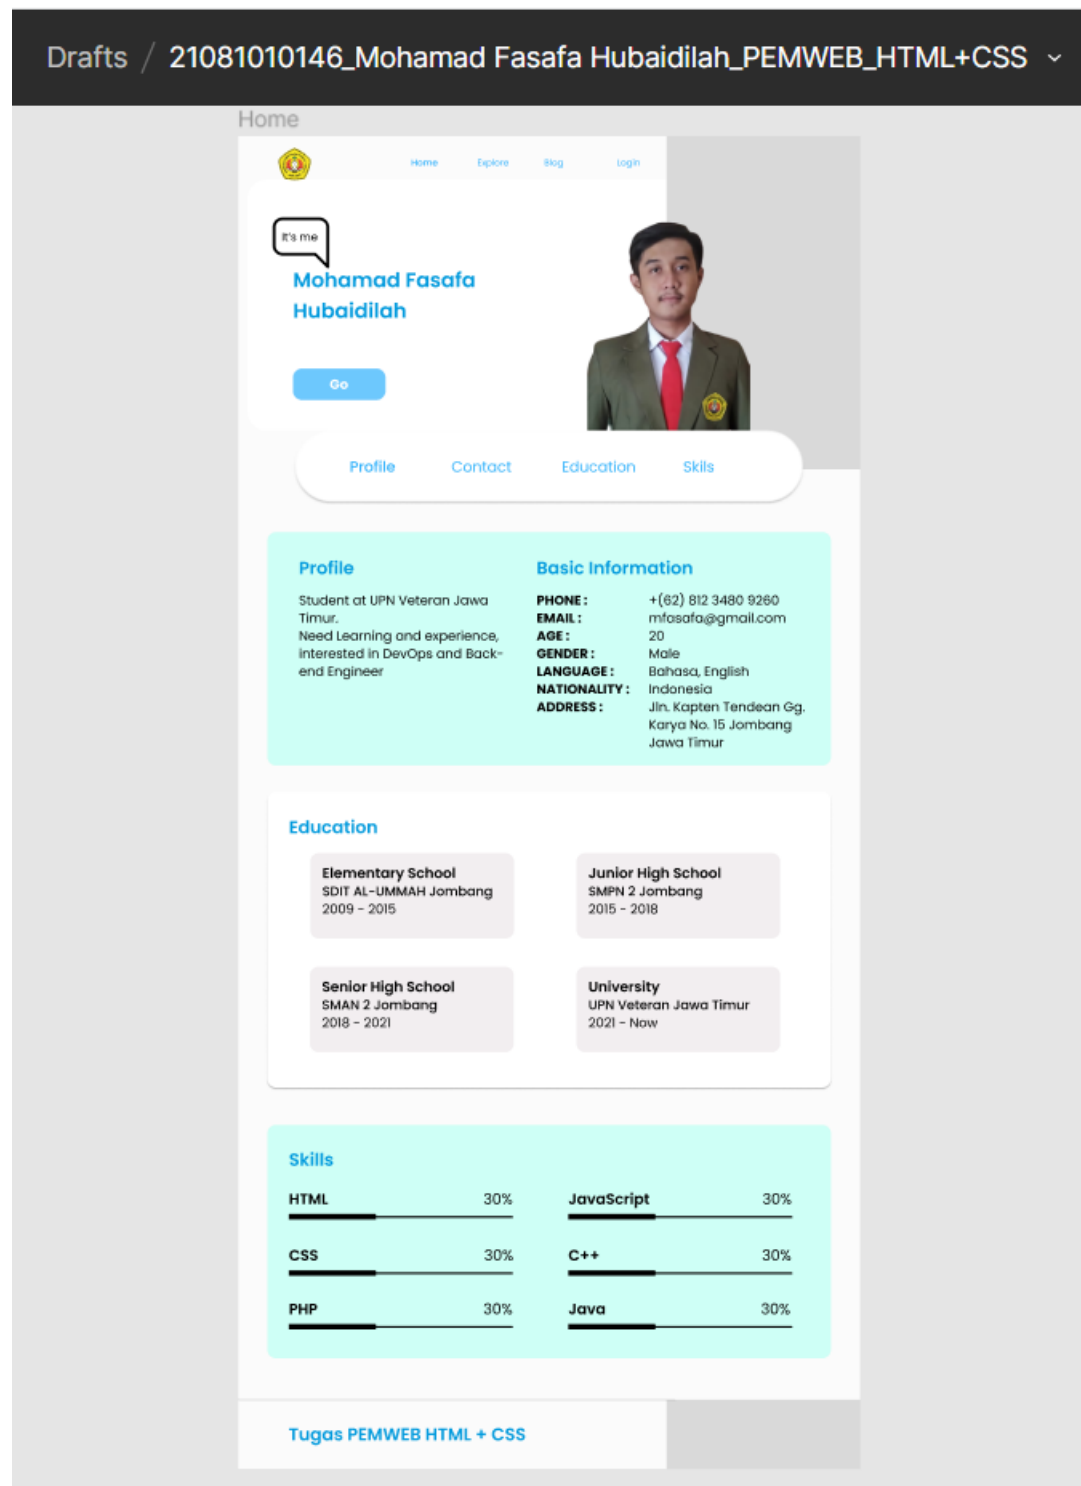 Drafts / 21081010146_Mohamad Fasafa Hubaidilah_PEMWEB_HTML+CSS
Home
Home Explore Blog Login
It's me
Mohamad Fasafa
Hubaidilah
Go
Profile Contact Education Skils
Profile
Student at UPN Veteran Jawa
Timur.
Need Learning and experience,
interested in DevOps and Back-
end Engineer
Basic Information
PHONE : +(62) 812 3480 9260
EMAIL : mfasafa@gmail.com
AGE : 20
GENDER : Male
LANGUAGE : Bahasa, English
NATIONALITY : Indonesia
ADDRESS : Jln. Kapten Tendean Gg.
Karya No. 15 Jombang
Jawa Timur
Education
Elementary School
SDIT AL-UMMAH Jombang
2009 - 2015
Junior High School
SMPN 2 Jombang
2015 - 2018
Senior High School
SMAN 2 Jombang
2018 - 2021
University
UPN Veteran Jawa Timur
2021 - Now
Skills
HTML 30% JavaScript 30%
CSS 30% C++ 30%
PHP 30% Java 30%
Tugas PEMWEB HTML + CSS